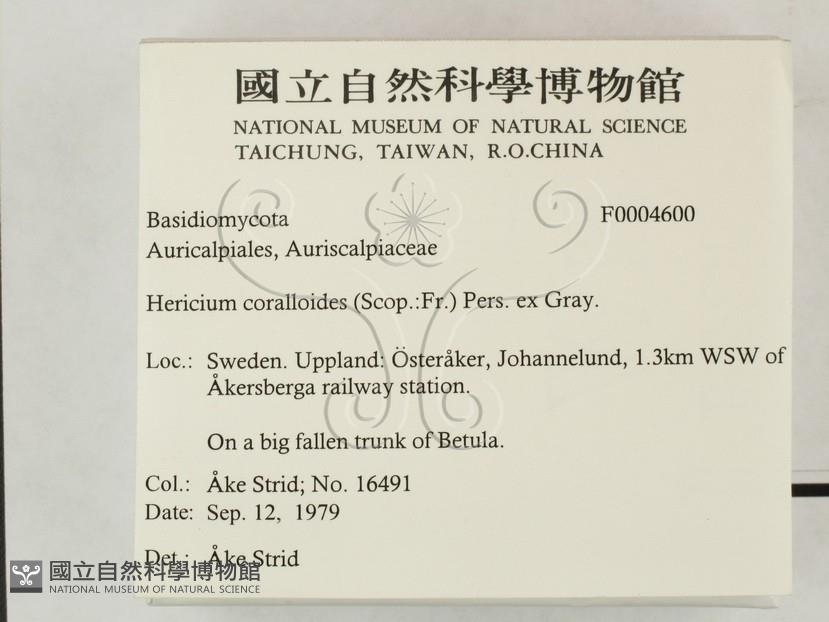 國立自然科學博物館
NATIONAL MUSEUM OF NATURAL SCIENCE
TAICHUNG, TAIWAN, R.O.CHINA
Basidiomycota F0004600
Auricalpiales, Auriscalpiaceae
Hericium coralloides (Scop.:Fr.) Pers. ex Gray.
Loc.: Sweden. Uppland: Österåker, Johannelund, 1.3km WSW of
Åkersberga railway station.
On a big fallen trunk of Betula.
Col.: Åke Strid; No. 16491
Date: Sep. 12, 1979
Det.: Åke Strid
國立自然科學博物館
NATIONAL MUSEUM OF NATURAL SCIENCE